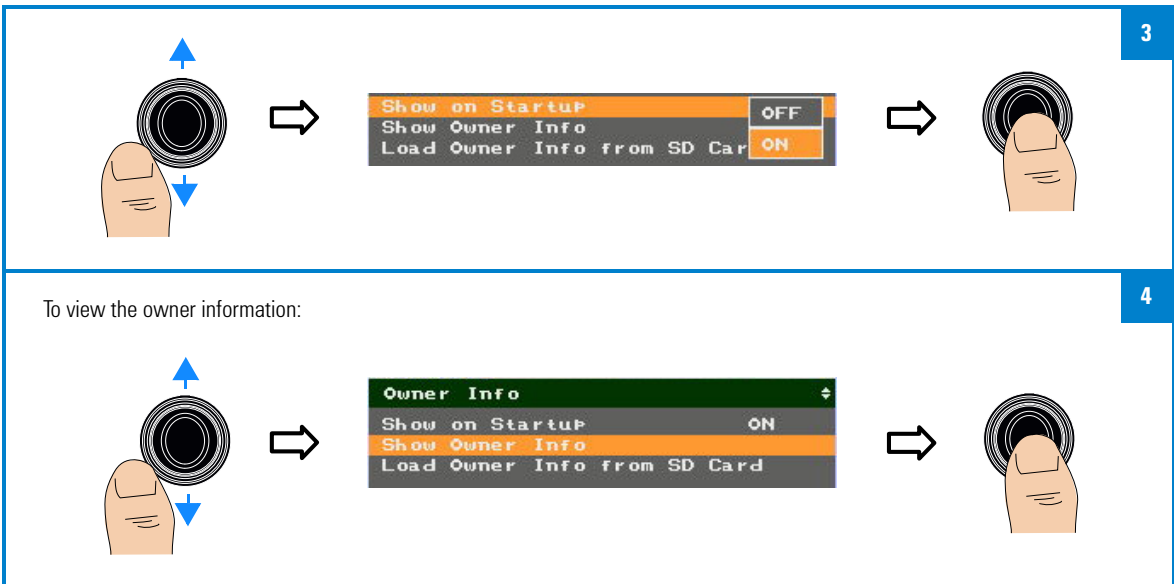 3
Show on Startup OFF
Show Owner Info
Load Owner Info from SD Car ON
4
To view the owner information:
Owner Info
Show on Startup ON
Show Owner Info
Load Owner Info from SD Card